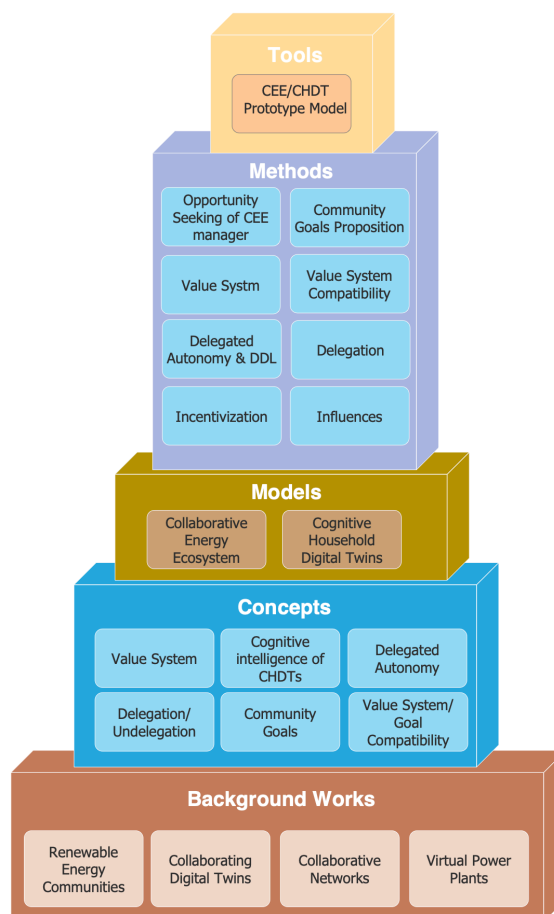 Tools
CEE/CHDT
Prototype Model
Methods
Opportunity
Seeking of CEE
manager
Community
Goals Proposition
Value Systm
Value System
Compatibility
Delegated
Autonomy & DDL
Delegation
Incentivization
Influences
Models
Collaborative
Energy
Ecosystem
Cognitive
Household
Digital Twins
Concepts
Value System
Cognitive
intelligence of
CHDTs
Delegated
Autonomy
Delegation/
Undelegation
Community
Goals
Value System/
Goal
Compatibility
Background Works
Renewable
Energy
Communities
Collaborating
Digital Twins
Collaborative
Networks
Virtual Power
Plants